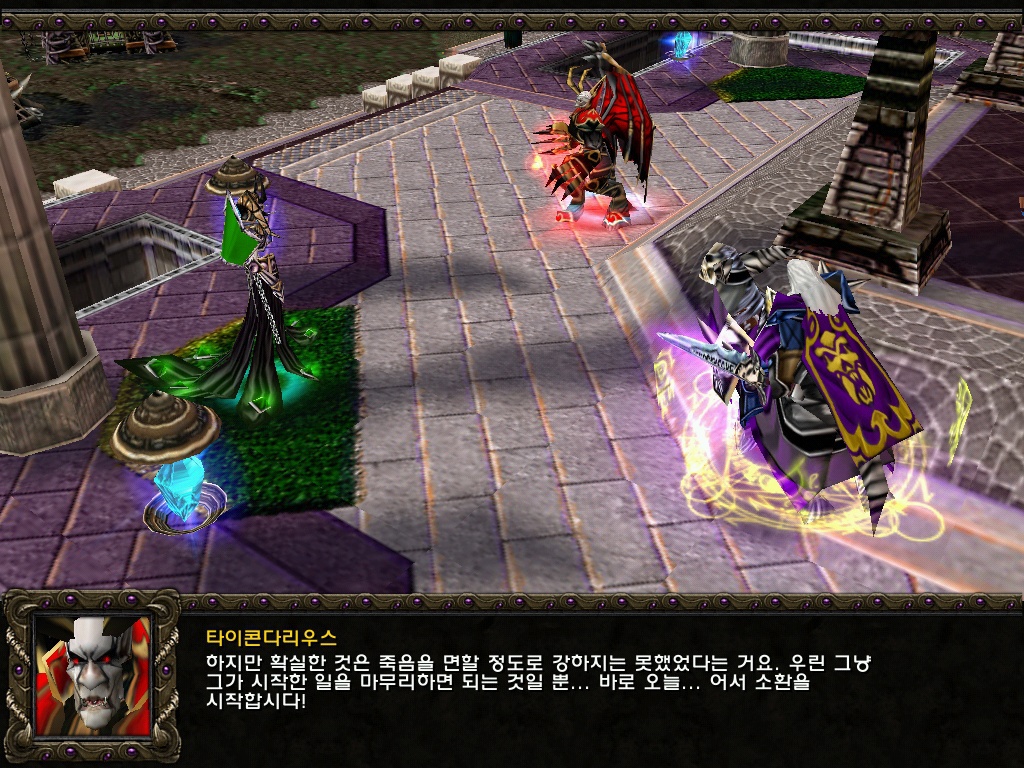 타이콘다리우스
하지만 확실한 것은 죽음을 면할 정도로 강하지는 못했었다는 거요. 우린 그냥
그가 시작한 일을 마무리하면 되는 것일 뿐... 바로 오늘... 어서 소환을
시작합시다!